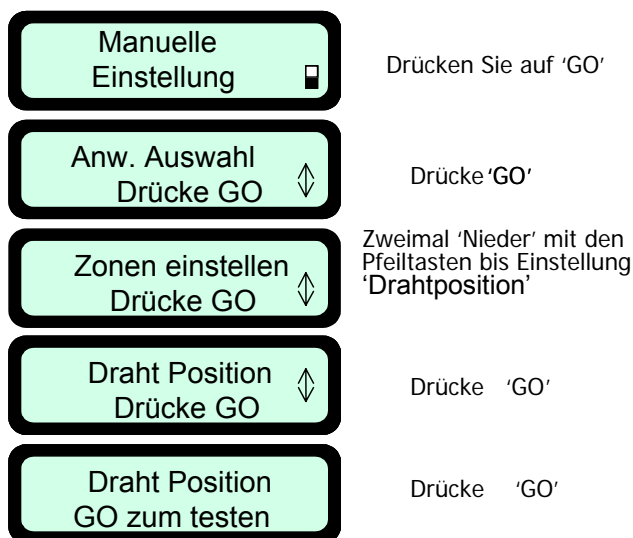 Manuelle
Einstellung
Drücken Sie auf ‘GO’
Anw. Auswahl
Drücke GO
Drücke ‘GO’
Zonen einstellen
Drücke GO
Zweimal ‘Nieder’ mit den
Pfeiltasten bis Einstellung
‘Drahtposition’
Draht Position
Drücke GO
Drücke ‘GO’
Draht Position
GO zum testen
Drücke ‘GO’